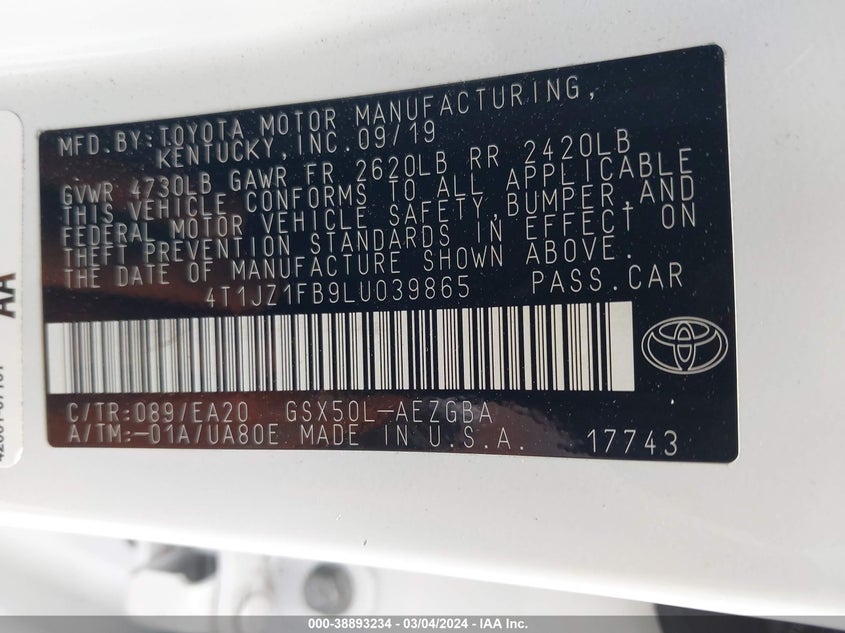 MFD. BY: TOYOTA MOTOR MANUFACTURING,
KENTUCKY, INC. 09/19
GVWR 4730LB GAWR FR 2620LB RR 2420LB
THIS VEHICLE CONFORMS TO ALL APPLICABLE
FEDERAL MOTOR VEHICLE SAFETY, BUMPER, AND
THEFT PREVENTION STANDARDS IN EFFECT ON
THE DATE OF MANUFACTURE SHOWN ABOVE.
4T1JZ1FB9LU039865 PASS. CAR
C/TR: 089/EA20 GSX50L-AEZGBA
A/TM: -01A/UA80E MADE IN U.S.A. 17743
AA
000-38893234 - 03/04/2024 - IAA Inc.